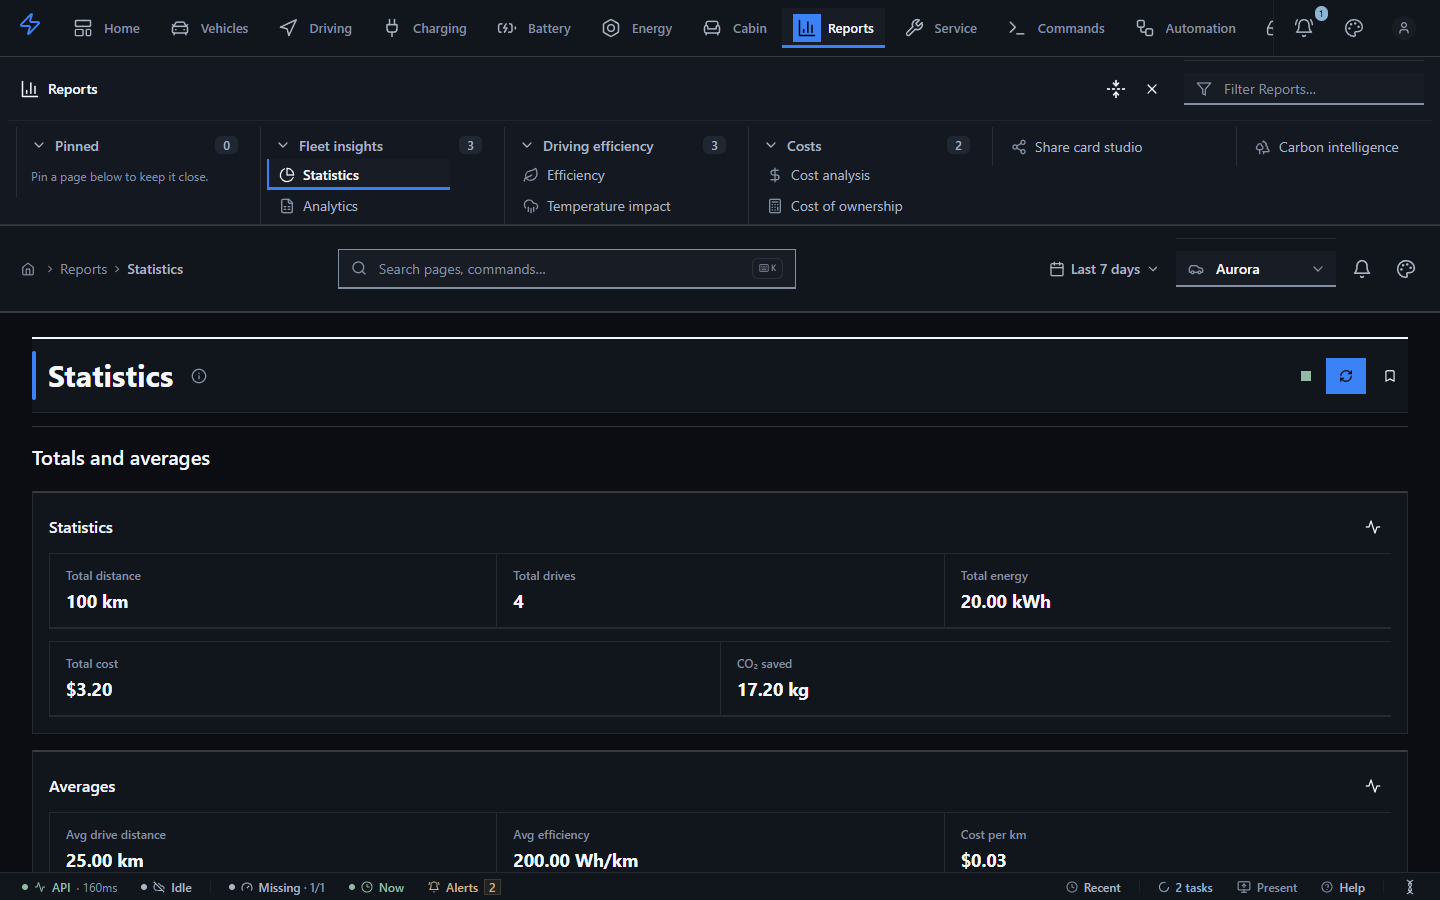 Home
Vehicles
Driving
Charging
Battery
Energy
Cabin
Reports
Service
Commands
Automation
1
Reports
Filter Reports...
Pinned 0
Pin a page below to keep it close.
Fleet insights 3
Statistics
Analytics
Driving efficiency 3
Efficiency
Temperature impact
Costs 2
Cost analysis
Cost of ownership
Share card studio
Carbon intelligence
Reports
Statistics
Search pages, commands...
K
Last 7 days
Aurora
Statistics
Totals and averages
Statistics
Total distance
100 km
Total drives
4
Total energy
20.00 kWh
Total cost
$3.20
CO₂ saved
17.20 kg
Averages
Avg drive distance
25.00 km
Avg efficiency
200.00 Wh/km
Cost per km
$0.03
API · 160ms
Idle
Missing · 1/1
Now
Alerts 2
Recent
2 tasks
Present
Help